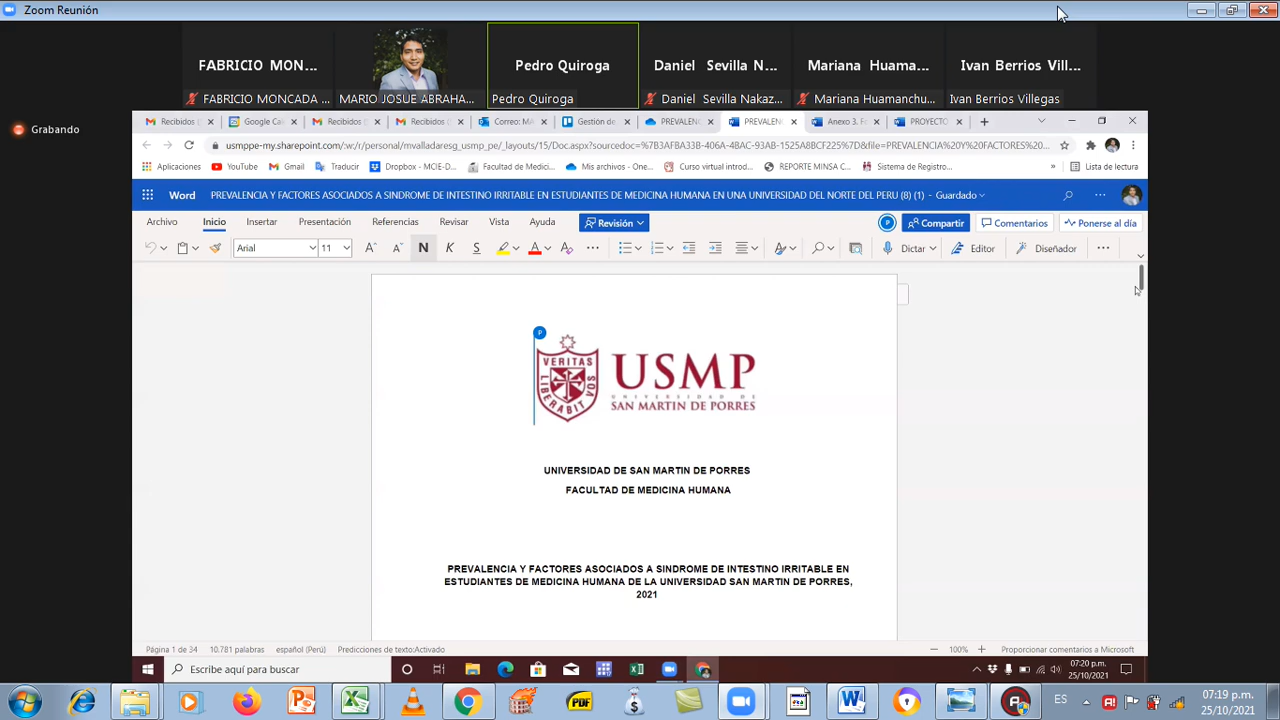 Zoom Reunión
FABRICIO MON...
Pedro Quiroga
Daniel Sevilla N...
Mariana Huama...
Ivan Berrios Vill...
FABRICIO MONCADA ...
MARIO JOSUE ABRAHA...
Pedro Quiroga
Daniel Sevilla Nakaz...
Mariana Huamanchu...
Ivan Berrios Villegas
Grabando
Recibidos
Google Cal
Recibidos
Recibidos
Correo: MA
Gestión de
PREVALENC
PREVALENC
Anexo 3. Fo
PROYECTO
usmppe-my.sharepoint.com/:w:/r/personal/malladaresg_usmp_pe/_layouts/15/Doc.aspx?sourcedoc=%7B3AFBA33B-406A-4BAC-93AB-1525A8BCF225%7D&file=PREVALENCIA%20Y%20FACTORES%20...
Aplicaciones
YouTube
Gmail
Traducir
Dropbox - MCIE-D...
Facultad de Medici...
Mis archivos - One...
Curso virtual introd...
REPORTE MINSA C...
Sistema de Registro...
»
Lista de lectura
Word
PREVALENCIA Y FACTORES ASOCIADOS A SINDROME DE INTESTINO IRRITABLE EN ESTUDIANTES DE MEDICINA HUMANA EN UNA UNIVERSIDAD DEL NORTE DEL PERU (8) (1) - Guardado
Archivo
Inicio
Insertar
Presentación
Referencias
Revisar
Vista
Ayuda
Revisión
P
Compartir
Comentarios
Ponerse al día
Arial
11
N
K
S
Dictar
Editor
Diseñador
P
VERITAS
LIBERABIT VOS
USMP
UNIVERSIDAD DE
SAN MARTIN DE PORRES
UNIVERSIDAD DE SAN MARTIN DE PORRES
FACULTAD DE MEDICINA HUMANA
PREVALENCIA Y FACTORES ASOCIADOS A SINDROME DE INTESTINO IRRITABLE EN
ESTUDIANTES DE MEDICINA HUMANA DE LA UNIVERSIDAD SAN MARTIN DE PORRES,
2021
Página 1 de 34
10.781 palabras
español (Perú)
Predicciones de texto:Activado
100%
Proporcionar comentarios a Microsoft
Escribe aquí para buscar
07:20 p.m.
25/10/2021
PDF
ES
07:19 p.m.
25/10/2021